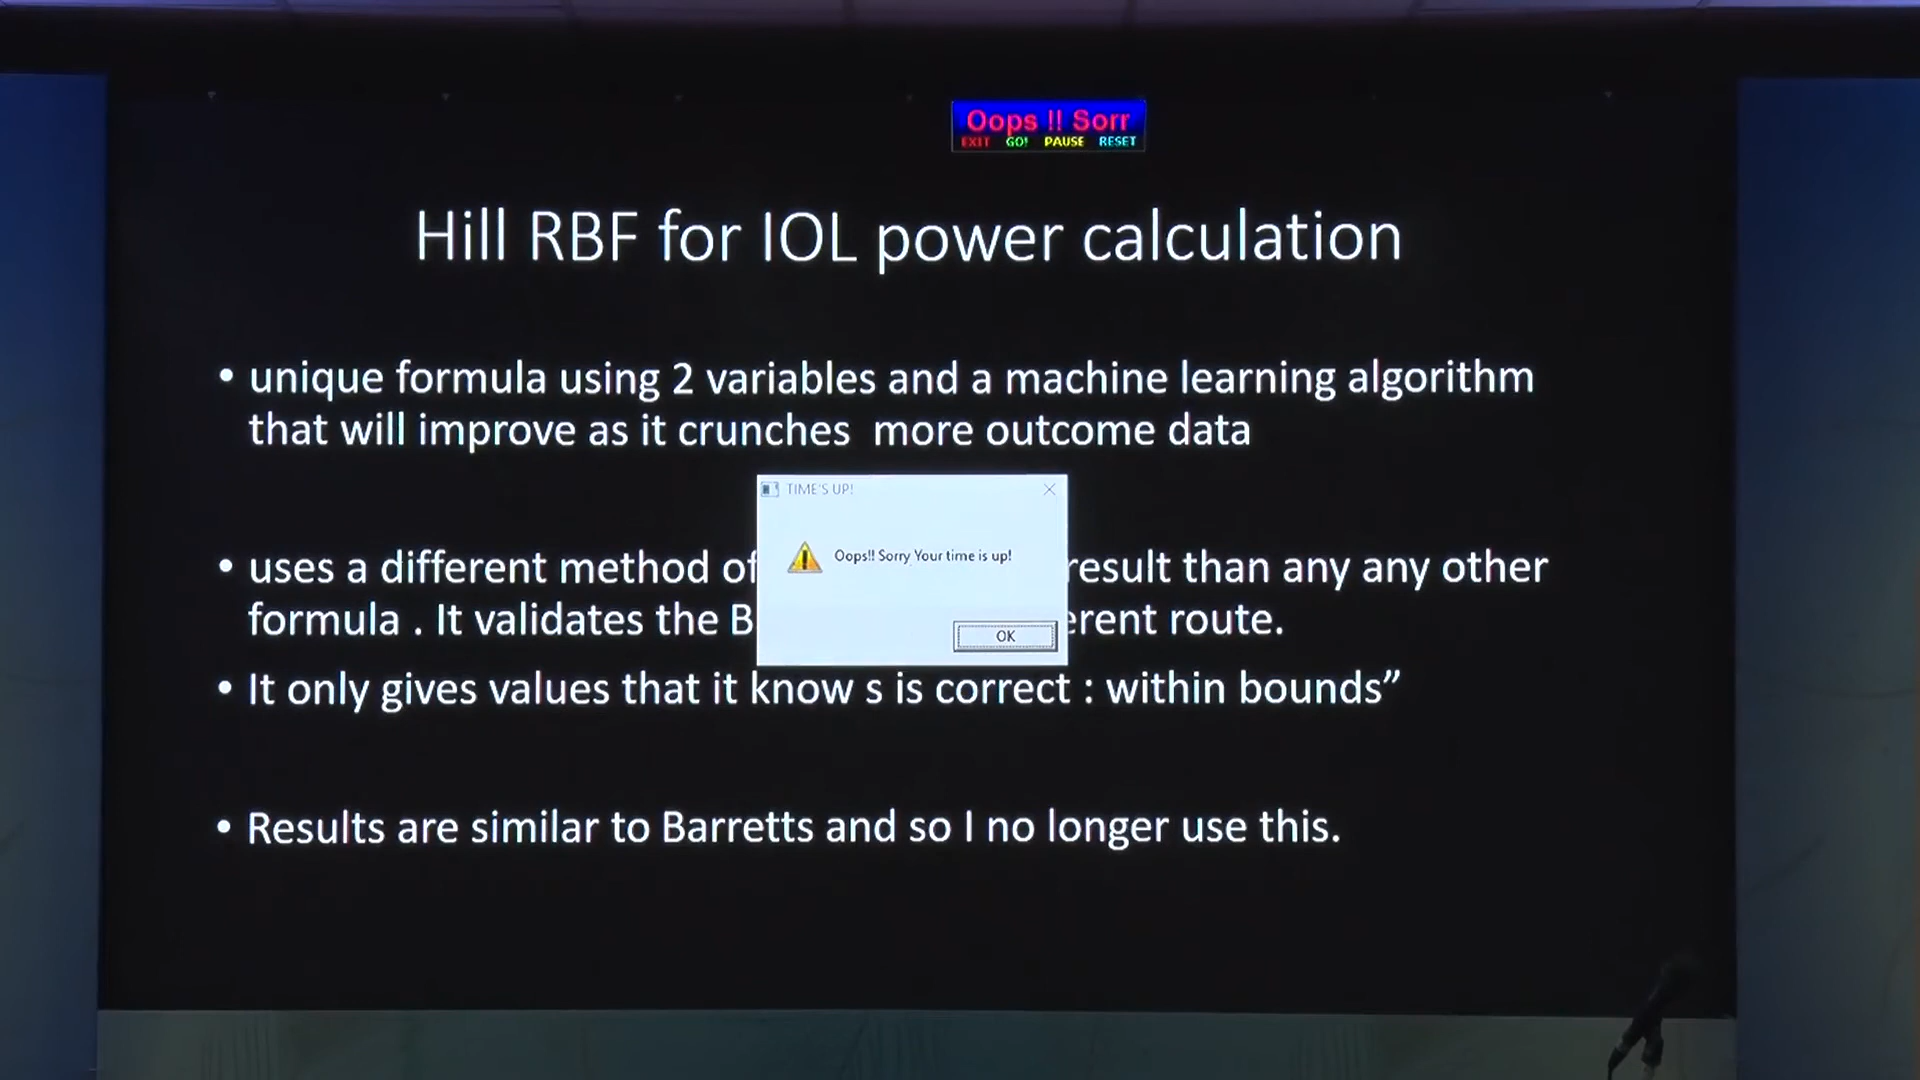 Oops !! Sorr
EXIT GO! PAUSE RESET
Hill RBF for IOL power calculation
• unique formula using 2 variables and a machine learning algorithm
that will improve as it crunches more outcome data
TIME'S UP!
Oops!! Sorry Your time is up!
OK
• uses a different method of result than any any other
formula . It validates the B erent route.
• It only gives values that it know s is correct : within bounds”
• Results are similar to Barretts and so I no longer use this.